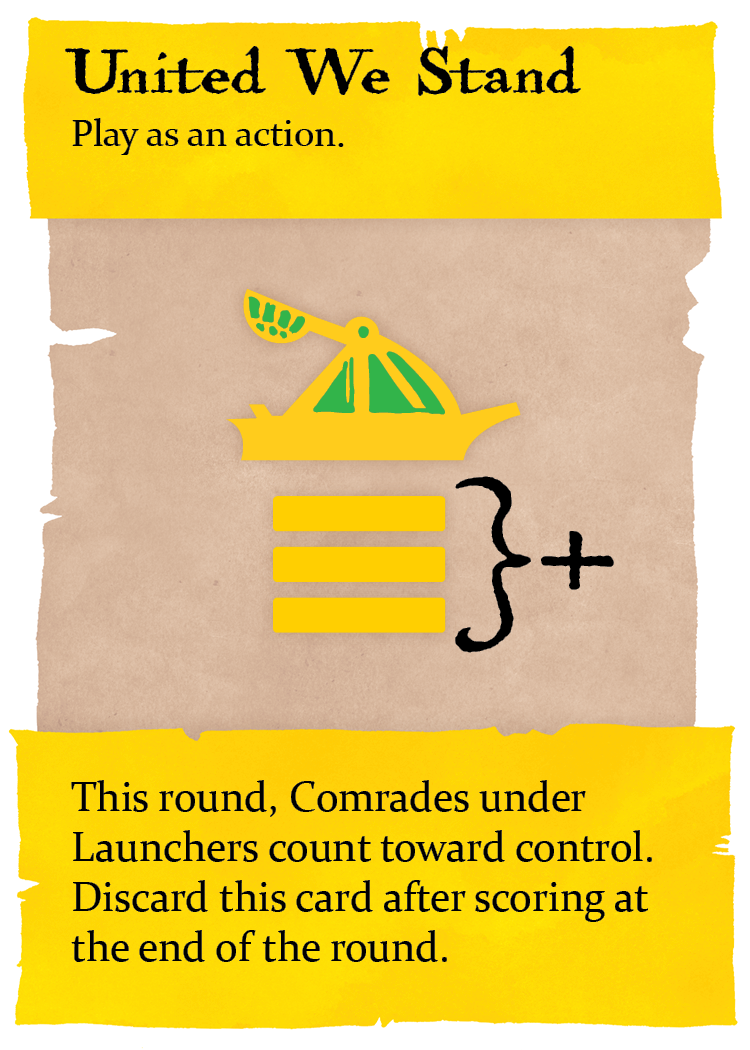 United We Stand
Play as an action.
+
This round, Comrades under
Launchers count toward control.
Discard this card after scoring at
the end of the round.